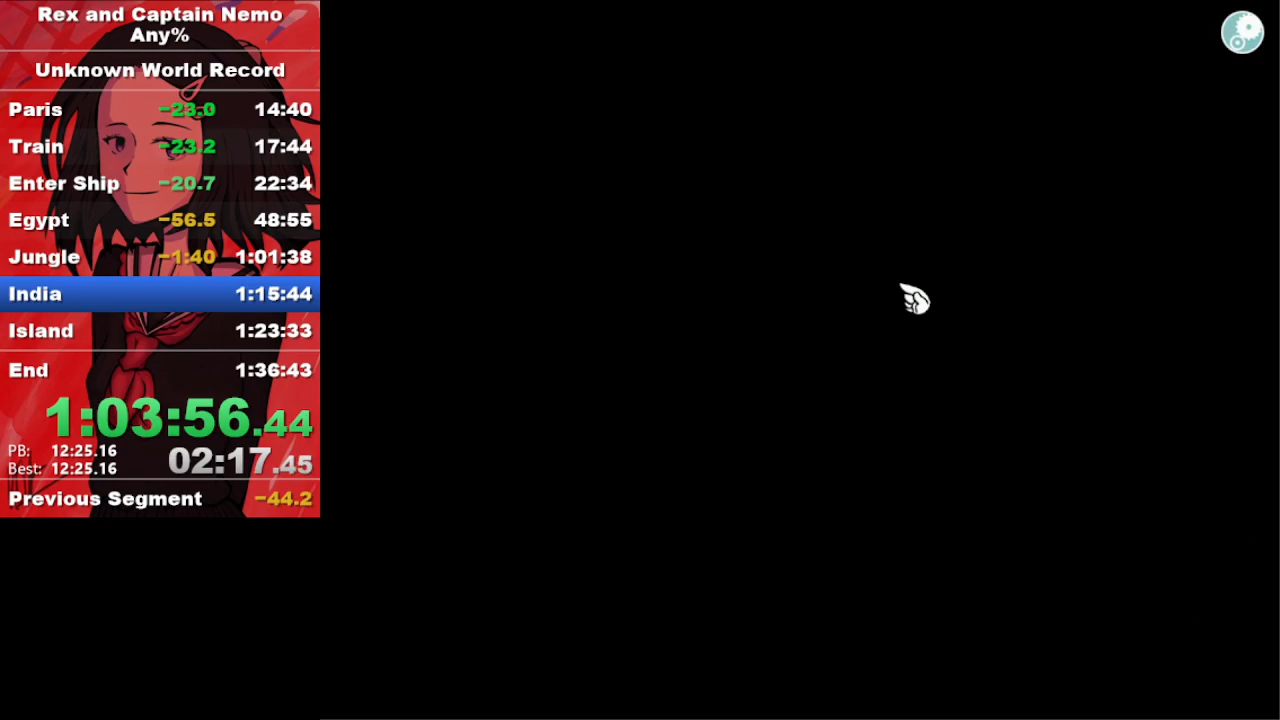 Rex and Captain Nemo
Any%
Unknown World Record
Paris −23.0 14:40
Train −23.2 17:44
Enter Ship −20.7 22:34
Egypt −56.5 48:55
Jungle −1:40 1:01:38
India 1:15:44
Island 1:23:33
End 1:36:43
1:03:56.44
PB: 12:25.16
Best: 12:25.16
02:17.45
Previous Segment −44.2